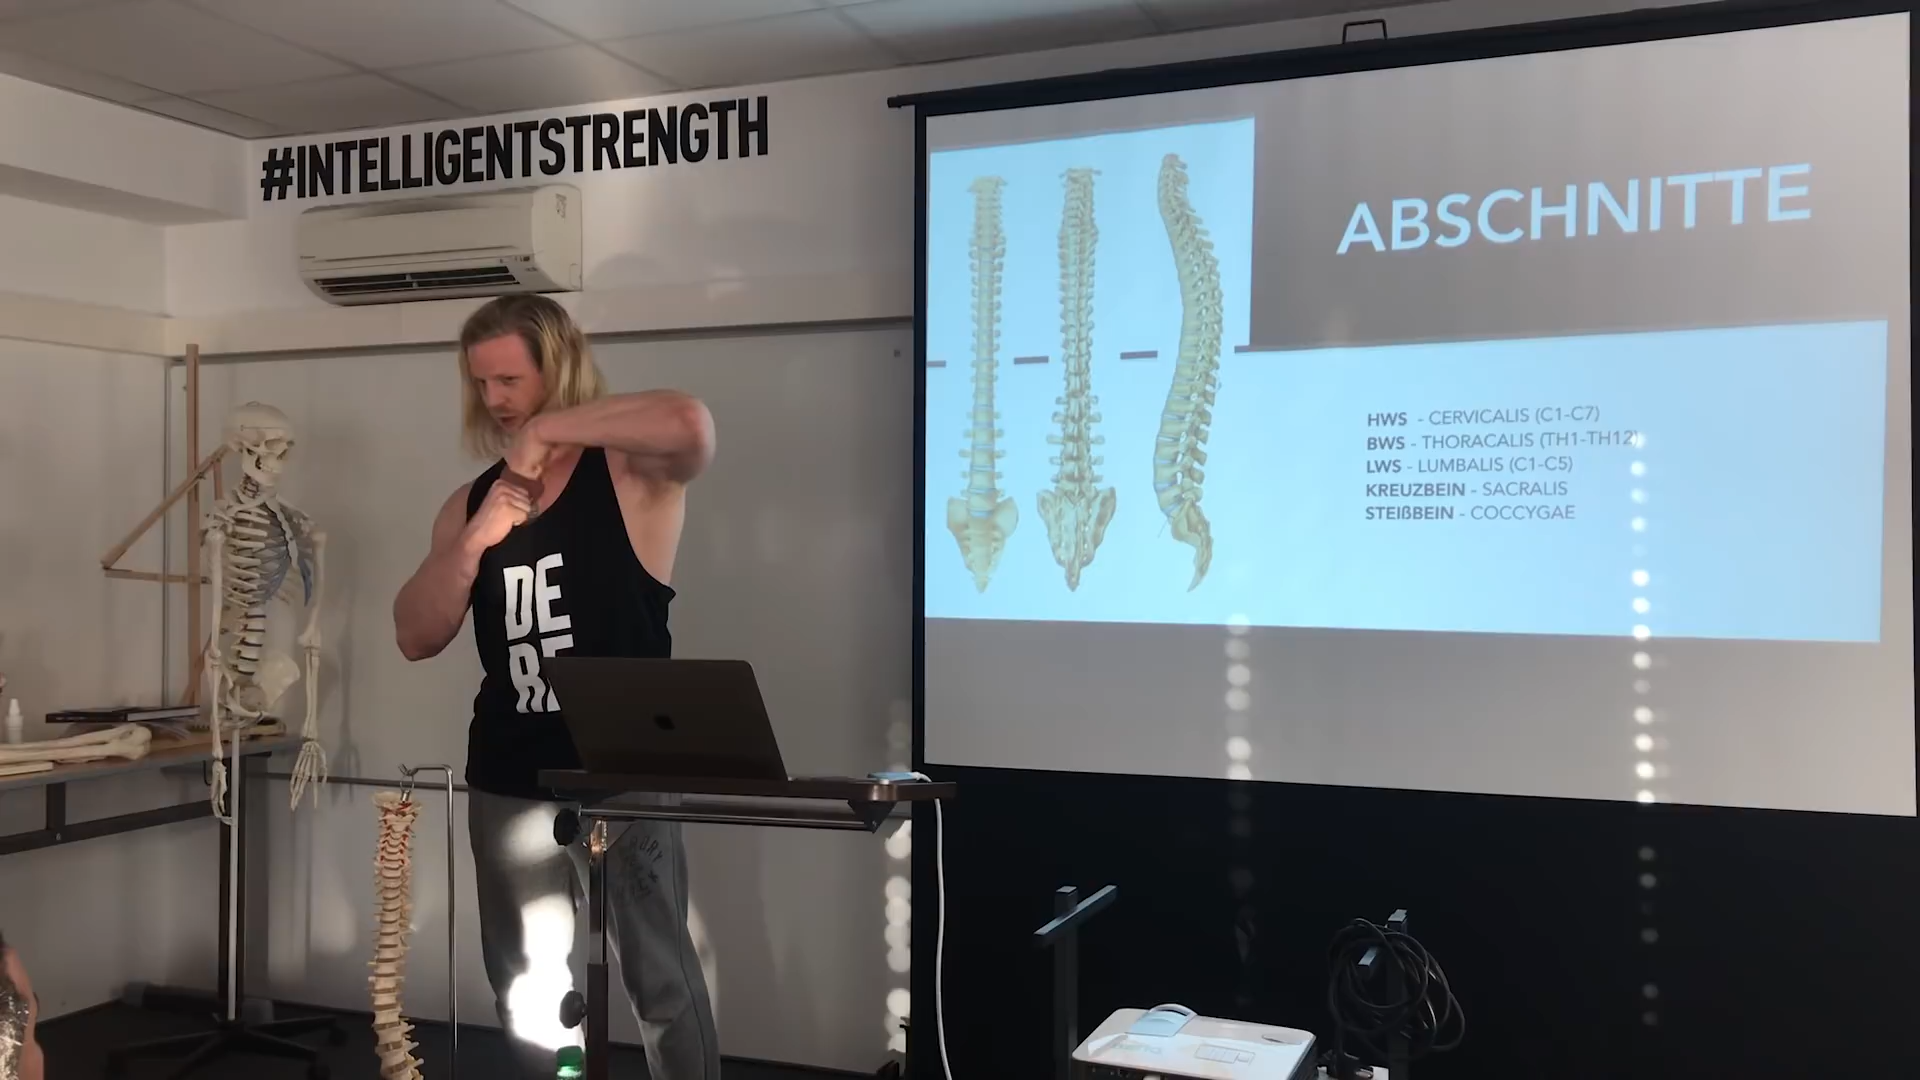 #INTELLIGENTSTRENGTH
ABSCHNITTE
HWS - CERVICALIS (C1-C7)
BWS - THORACALIS (TH1-TH12)
LWS - LUMBALIS (C1-C5)
KREUZBEIN - SACRALIS
STEIßBEIN - COCCYGAE
DE
RE